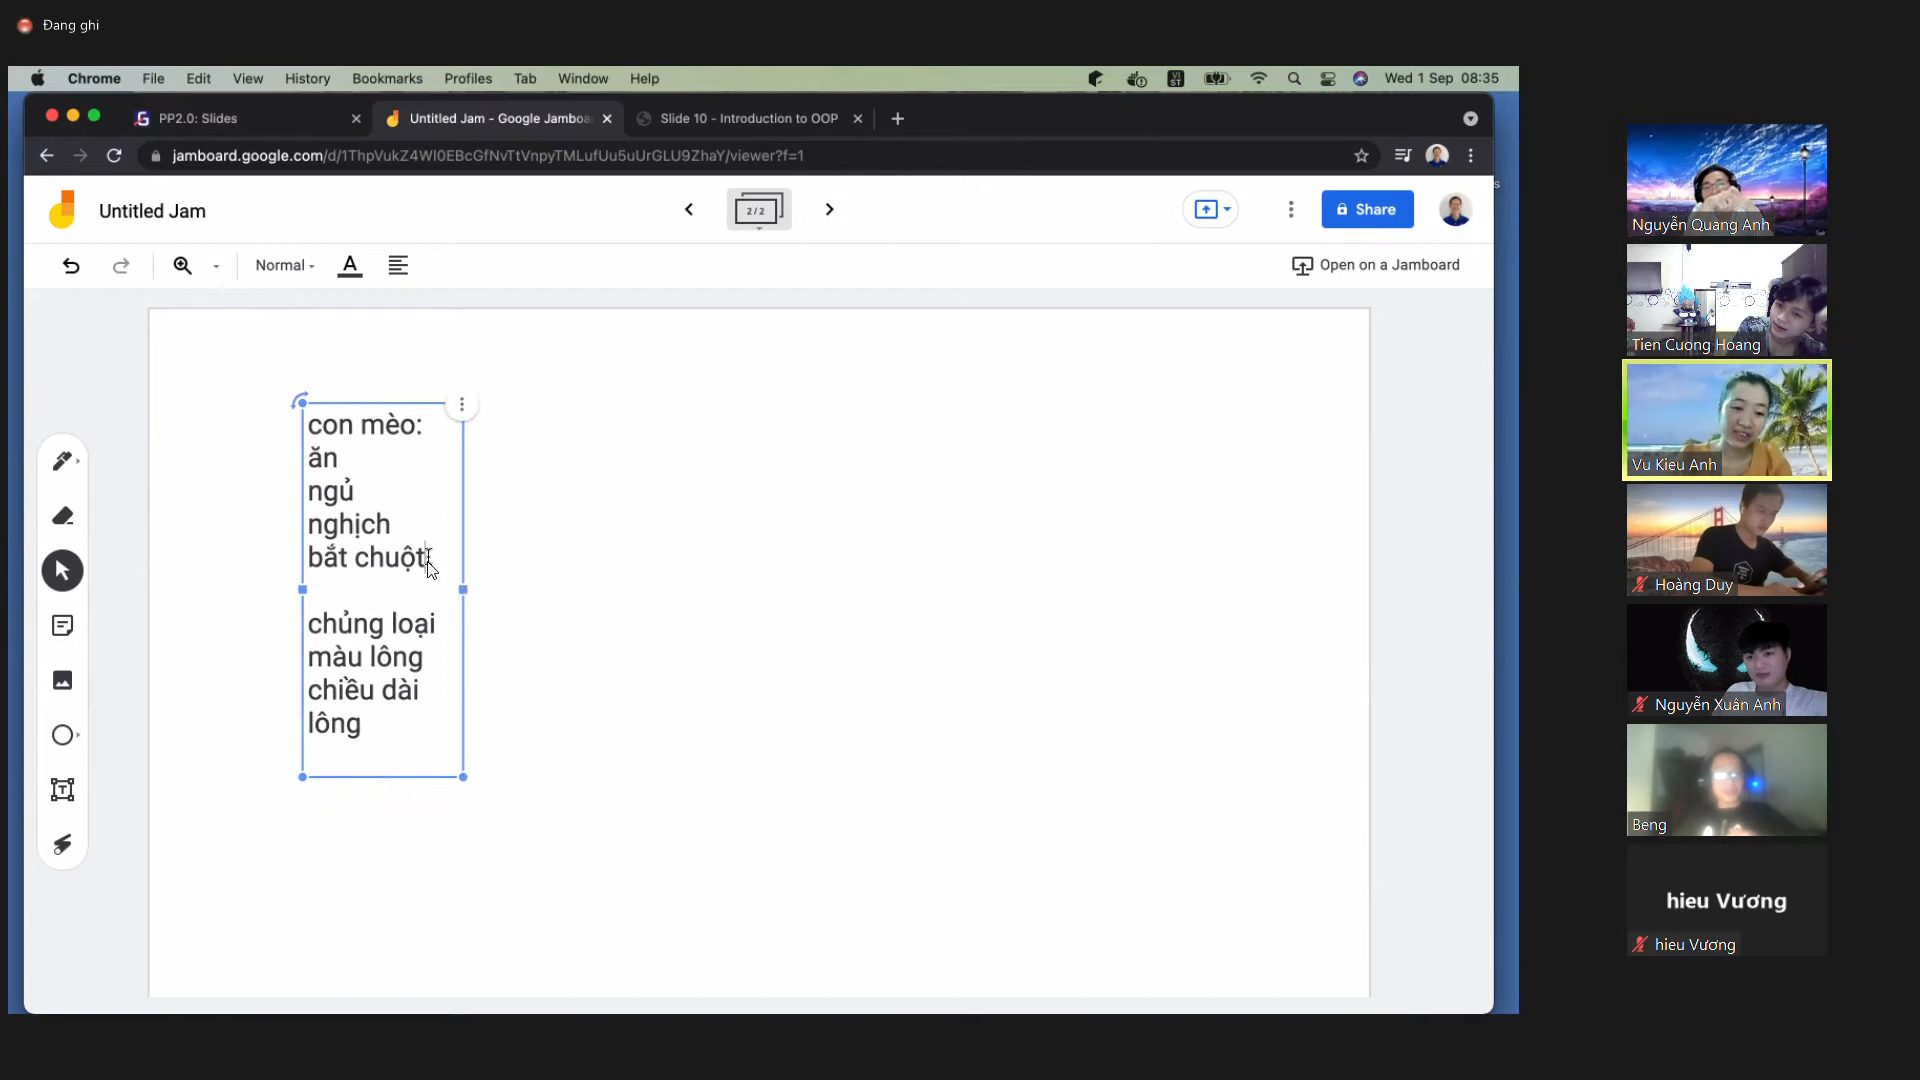 Đang ghi
Chrome File Edit View History Bookmarks Profiles Tab Window Help
VI
ST
Wed 1 Sep 08:35
PP2.0: Slides
Untitled Jam - Google Jamboa
Slide 10 - Introduction to OOP
jamboard.google.com/d/1ThpVukZ4WI0EBcGfNvTtVnpyTMLufUu5uUrGLU9ZhaY/viewer?f=1
Untitled Jam
2/2
Share
Normal
A
Open on a Jamboard
con mèo:
ăn
ngủ
nghịch
bắt chuột
chủng loại
màu lông
chiều dài
lông
Nguyễn Quang Anh
Tien Cuong Hoang
Vu Kieu Anh
Hoàng Duy
Nguyễn Xuân Anh
Beng
hieu Vương
hieu Vương